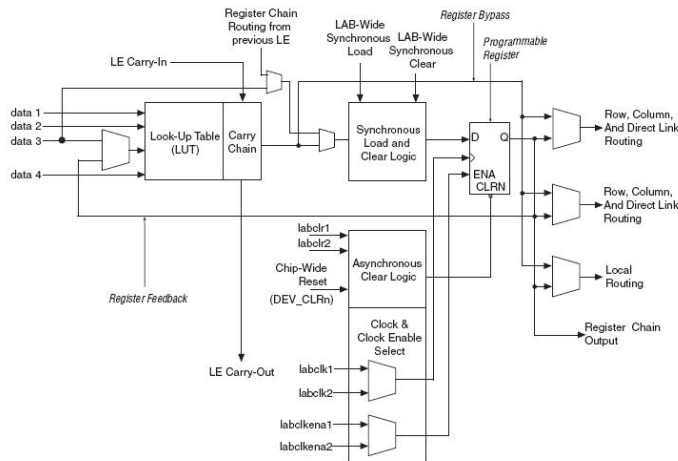 Register Chain
Routing from
previous LE
LAB-Wide
Synchronous
Load
LAB-Wide
Synchronous
Clear
Register Bypass
Programmable
Register
LE Carry-In
data 1
data 2
data 3
data 4
Look-Up Table
(LUT)
Carry
Chain
Synchronous
Load and
Clear Logic
D
Q
ENA
CLRN
Row, Column,
And Direct Link
Routing
Row, Column,
And Direct Link
Routing
Local
Routing
Register Chain
Output
Register Feedback
labclr1
labclr2
Chip-Wide
Reset
(DEV_CLRn)
Asynchronous
Clear Logic
Clock &
Clock Enable
Select
LE Carry-Out
labclk1
labclk2
labclkena1
labclkena2